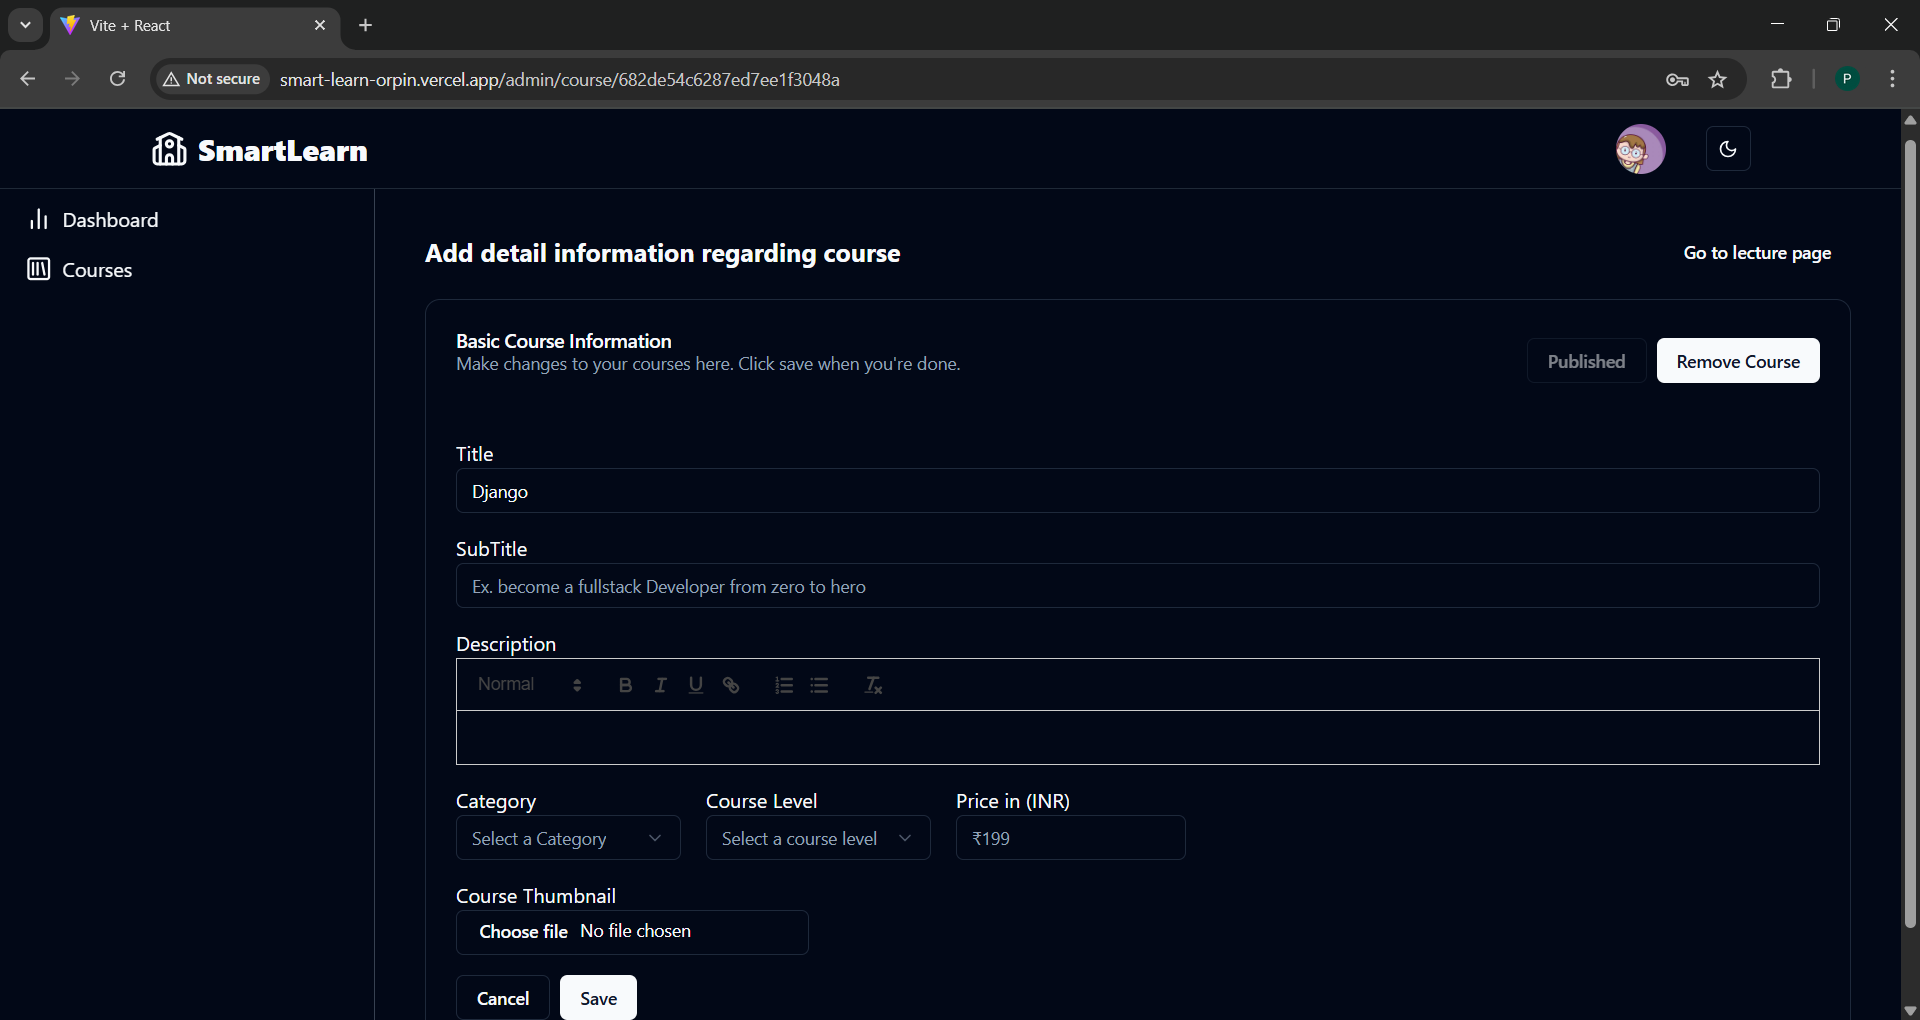 Vite + React
Not secure
smart-learn-orpin.vercel.app/admin/course/682de54c6287ed7ee1f3048a
P
SmartLearn
Dashboard
Courses
Add detail information regarding course
Go to lecture page
Basic Course Information
Make changes to your courses here. Click save when you're done.
Published
Remove Course
Title
Django
SubTitle
Ex. become a fullstack Developer from zero to hero
Description
Normal
Category
Course Level
Price in (INR)
Select a Category
Select a course level
₹199
Course Thumbnail
Choose file No file chosen
Cancel
Save